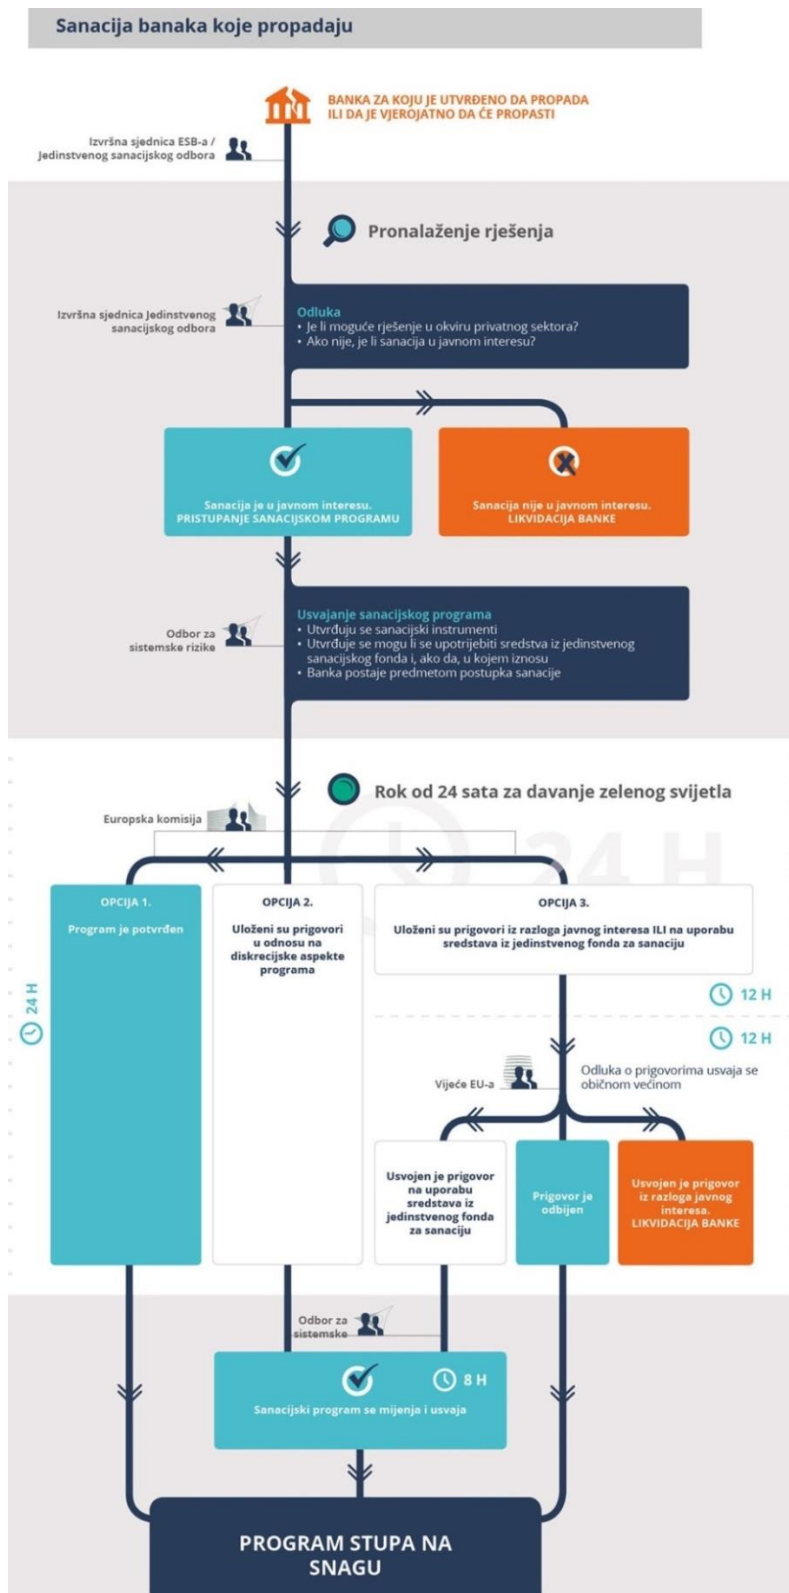 Sanacija banaka koje propadaju
BANKA ZA KOJU JE UTVRĐENO DA PROPADA
ILI DA JE VJEROJATNO DA ĆE PROPASTI
Izvršna sjednica ESB-a /
Jedinstvenog sanacijskog odbora
Pronalaženje rješenja
Izvršna sjednica Jedinstvenog
sanacijskog odbora
Odluka
• Je li moguće rješenje u okviru privatnog sektora?
• Ako nije, je li sanacija u javnom interesu?
Sanacija je u javnom interesu.
PRISTUPANJE SANACIJSKOM PROGRAMU
Sanacija nije u javnom interesu.
LIKVIDACIJA BANKE
Odbor za
sistemske rizike
Usvajanje sanacijskog programa
• Utvrđuju se sanacijski instrumenti
• Utvrđuje se mogu li se upotrijebiti sredstva iz jedinstvenog
sanacijskog fonda i, ako da, u kojem iznosu
• Banka postaje predmetom postupka sanacije
Rok od 24 sata za davanje zelenog svijetla
Europska komisija
24 H
OPCIJA 1.
Program je potvrđen
OPCIJA 2.
Uloženi su prigovori
u odnosu na
diskrecijske aspekte
programa
OPCIJA 3.
Uloženi su prigovori iz razloga javnog interesa ILI na uporabu
sredstava iz jedinstvenog fonda za sanaciju
24 H
12 H
12 H
Vijeće EU-a
Odluka o prigovorima usvaja se
običnom većinom
Usvojen je prigovor
na uporabu
sredstava iz
jedinstvenog fonda
za sanaciju
Prigovor je
odbijen
Usvojen je prigovor
iz razloga javnog
interesa.
LIKVIDACIJA BANKE
Odbor za
sistemske
8 H
Sanacijski program se mijenja i usvaja
PROGRAM STUPA NA
SNAGU